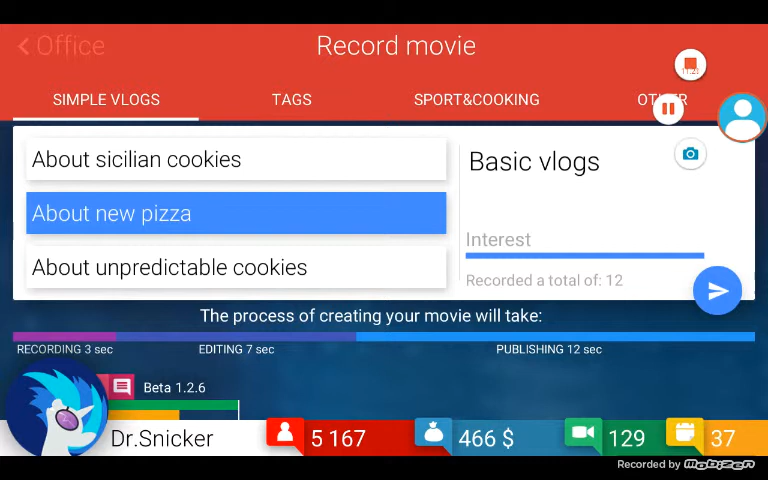 Office
Record movie
SIMPLE VLOGS
TAGS
SPORT&COOKING
About sicilian cookies
About new pizza
About unpredictable cookies
Basic vlogs
Interest
Recorded a total of: 12
The process of creating your movie will take:
RECORDING 3 sec
EDITING 7 sec
PUBLISHING 12 sec
Beta 1.2.6
Dr.Snicker
5 167
466 $
129
37
Recorded by MOBIZEN